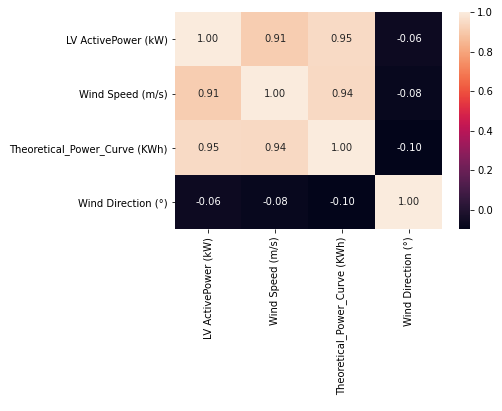 LV ActivePower (kW) 1.00 0.91 0.95 -0.06
Wind Speed (m/s) 0.91 1.00 0.94 -0.08
Theoretical_Power_Curve (KWh) 0.95 0.94 1.00 -0.10
Wind Direction (°) -0.06 -0.08 -0.10 1.00
LV ActivePower (kW)
Wind Speed (m/s)
Theoretical_Power_Curve (KWh)
Wind Direction (°)
1.0
0.8
0.6
0.4
0.2
0.0